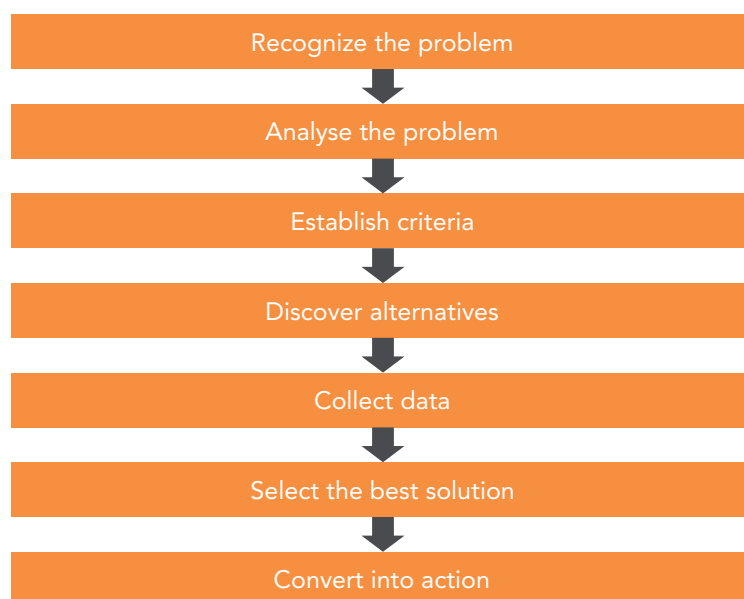 Recognize the problem
Analyse the problem
Establish criteria
Discover alternatives
Collect data
Select the best solution
Convert into action